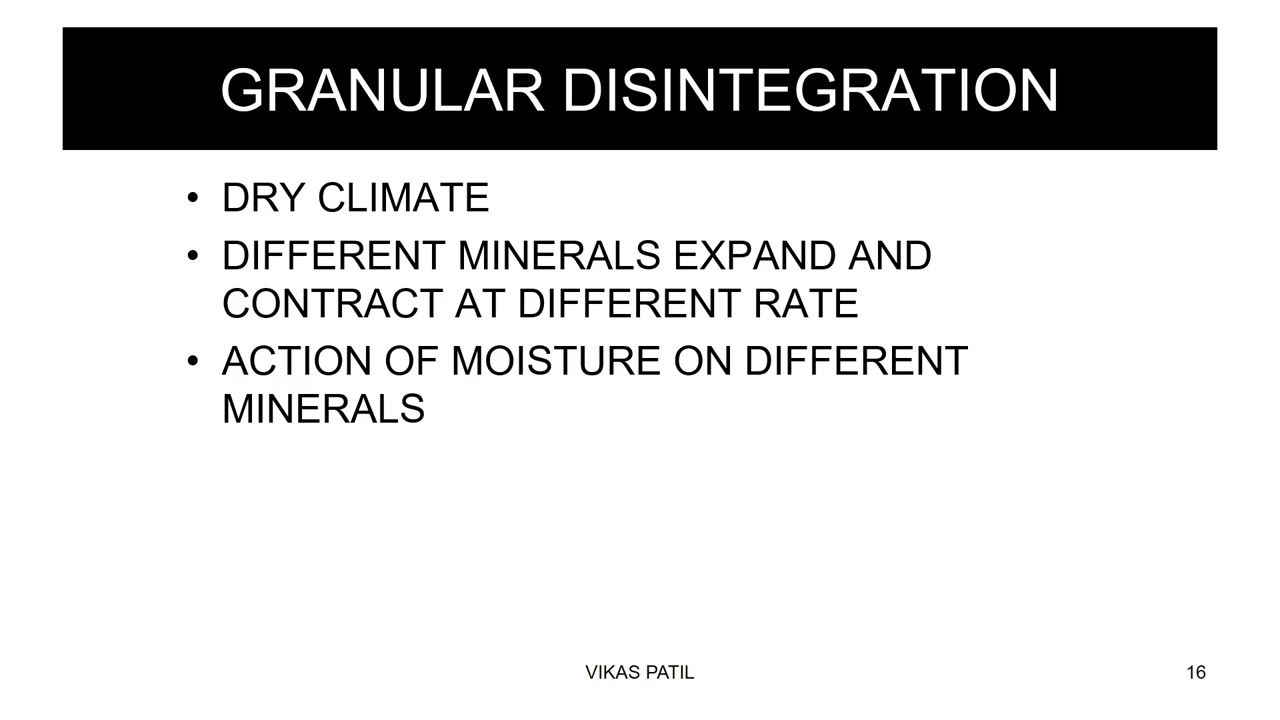 GRANULAR DISINTEGRATION
• DRY CLIMATE
• DIFFERENT MINERALS EXPAND AND
CONTRACT AT DIFFERENT RATE
• ACTION OF MOISTURE ON DIFFERENT
MINERALS
VIKAS PATIL
16